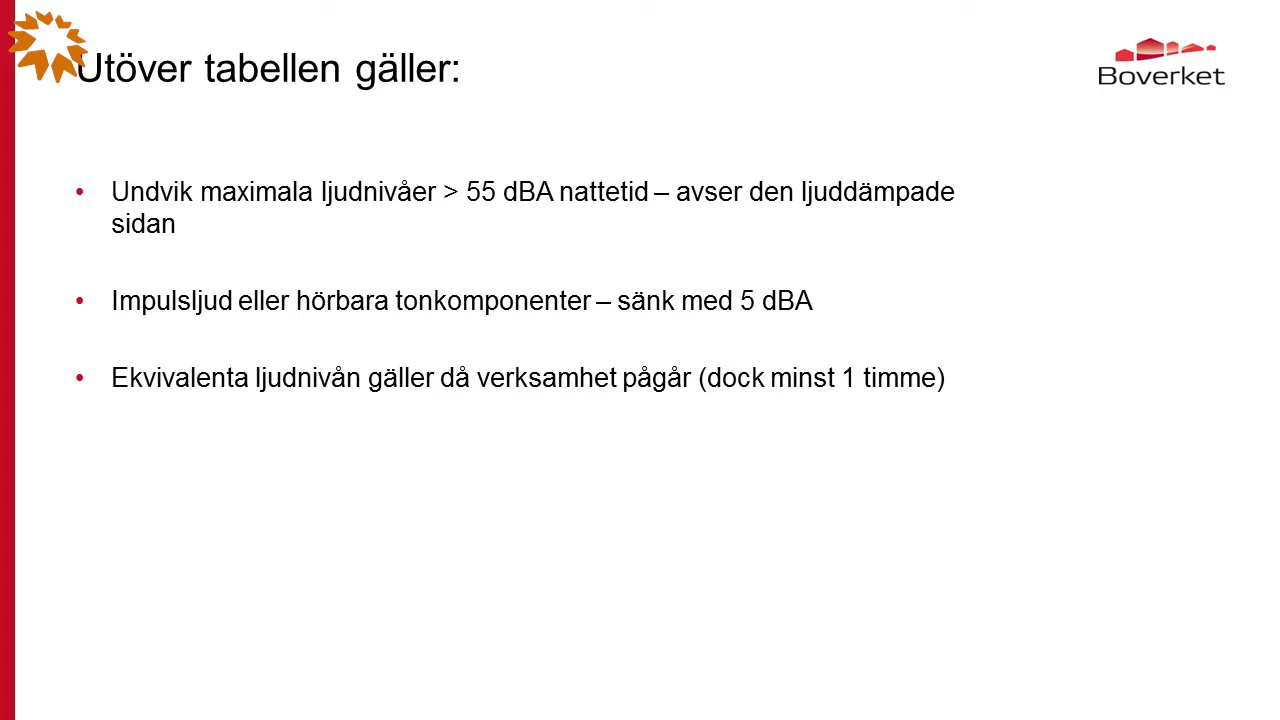 Utöver tabellen gäller:
Boverket
• Undvik maximala ljudnivåer > 55 dBA nattetid – avser den ljuddämpade
sidan
• Impulsljud eller hörbara tonkomponenter – sänk med 5 dBA
• Ekvivalenta ljudnivån gäller då verksamhet pågår (dock minst 1 timme)